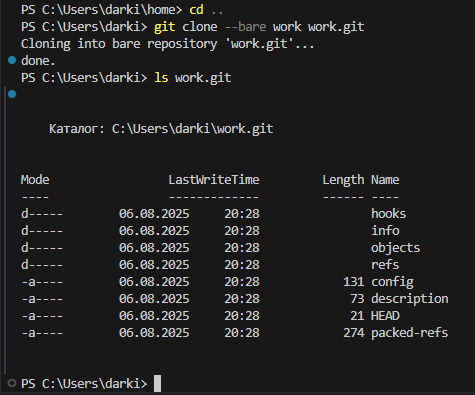 PS C:\Users\darki\home> cd ..
PS C:\Users\darki> git clone --bare work work.git
Cloning into bare repository 'work.git'...
done.
PS C:\Users\darki> ls work.git
Каталог: C:\Users\darki\work.git
Mode LastWriteTime Length Name
---- ------------- ------ ----
d----- 06.08.2025 20:28 hooks
d----- 06.08.2025 20:28 info
d----- 06.08.2025 20:28 objects
d----- 06.08.2025 20:28 refs
-a---- 06.08.2025 20:28 131 config
-a---- 06.08.2025 20:28 73 description
-a---- 06.08.2025 20:28 21 HEAD
-a---- 06.08.2025 20:28 274 packed-refs
PS C:\Users\darki>